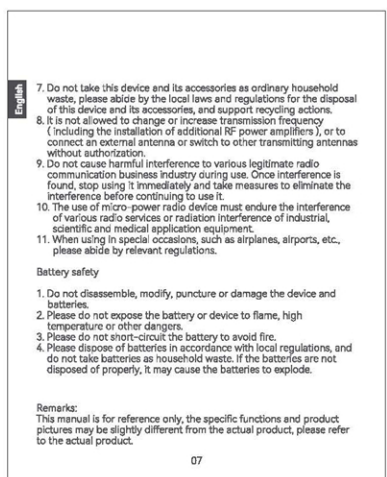 English
7. Do not take this device and its accessories as ordinary household
waste, please abide by the local laws and regulations for the disposal
of this device and its accessories, and support recycling actions.
8. It is not allowed to change or increase transmission frequency
( including the installation of additional RF power amplifiers ), or to
connect an external antenna or switch to other transmitting antennas
without authorization.
9. Do not cause harmful interference to various legitimate radio
communication business industry during use. Once interference is
found, stop using it immediately and take measures to eliminate the
interference before continuing to use it.
10. The use of micro-power radio device must endure the interference
of various radio services or radiation interference of industrial,
scientific and medical application equipment.
11. When using in special occasions, such as airplanes, airports, etc.,
please abide by relevant regulations.
Battery safety
1. Do not disassemble, modify, puncture or damage the device and
batteries.
2. Please do not expose the battery or device to flame, high
temperature or other dangers.
3. Please do not short-circuit the battery to avoid fire.
4. Please dispose of batteries in accordance with local regulations, and
do not take batteries as household waste. If the batteries are not
disposed of properly, it may cause the batteries to explode.
Remarks:
This manual is for reference only, the specific functions and product
pictures may be slightly different from the actual product, please refer
to the actual product.
07